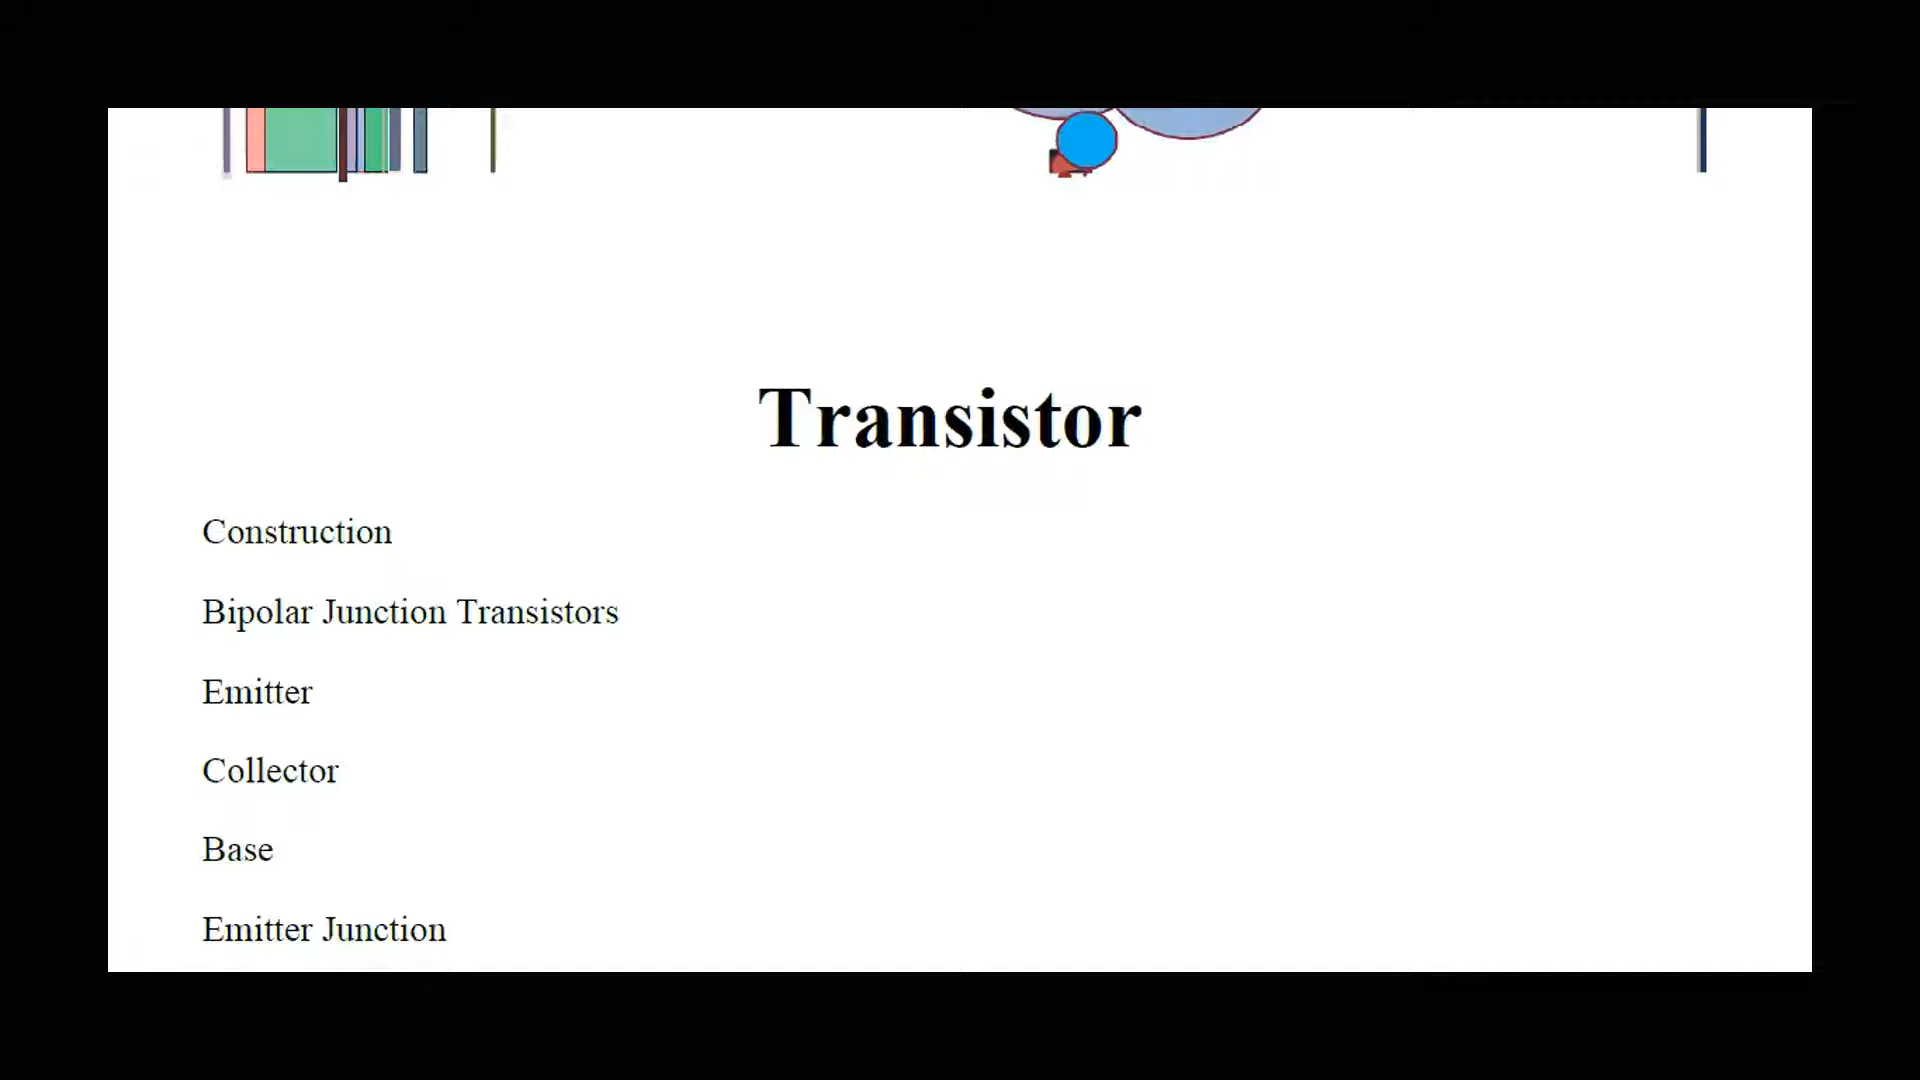 Transistor
Construction
Bipolar Junction Transistors
Emitter
Collector
Base
Emitter Junction